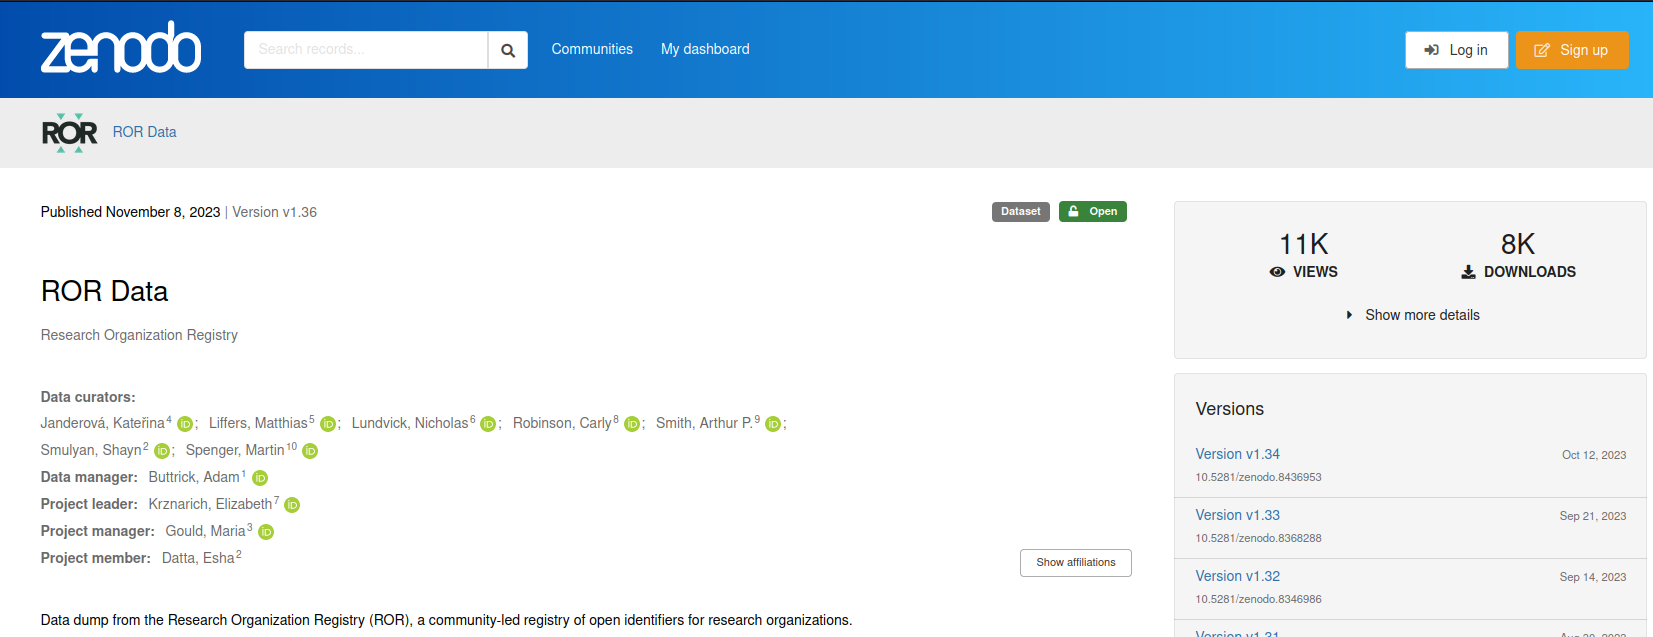 zenodo
Search records...
Communities
My dashboard
Log in
Sign up
ROR
ROR Data
Published November 8, 2023 | Version v1.36
Dataset
Open
ROR Data
Research Organization Registry
Data curators:
Janderová, Kateřina 4 iD; Liffers, Matthias 5 iD; Lundvick, Nicholas 6 iD; Robinson, Carly 8 iD; Smith, Arthur P. 9 iD;
Smulyan, Shayn 2 iD; Spenger, Martin 10 iD
Data manager: Buttrick, Adam 1 iD
Project leader: Krznarich, Elizabeth 7 iD
Project manager: Gould, Maria 3 iD
Project member: Datta, Esha 2
Show affiliations
Data dump from the Research Organization Registry (ROR), a community-led registry of open identifiers for research organizations.
11K
VIEWS
8K
DOWNLOADS
Show more details
Versions
Version v1.34
Oct 12, 2023
10.5281/zenodo.8436953
Version v1.33
Sep 21, 2023
10.5281/zenodo.8368288
Version v1.32
Sep 14, 2023
10.5281/zenodo.8346986
Version v1.31